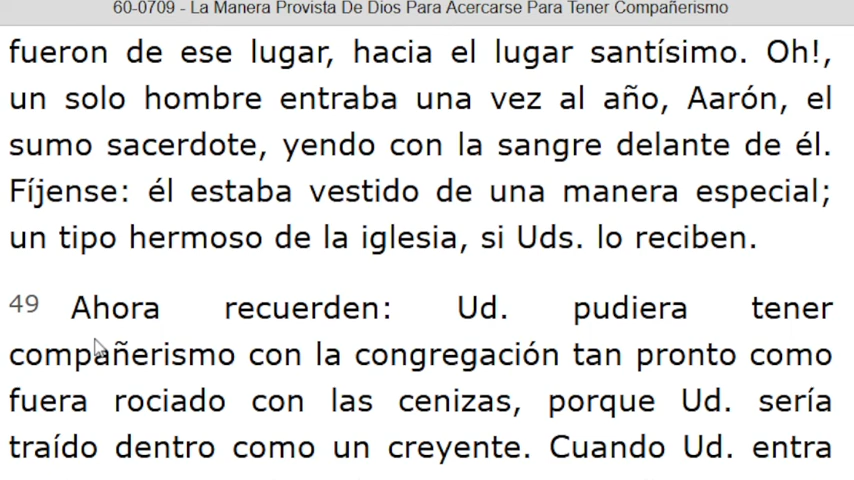 60-0709 - La Manera Provista De Dios Para Acercarse Para Tener Compañerismo
fueron de ese lugar, hacia el lugar santísimo. Oh!,
un solo hombre entraba una vez al año, Aarón, el
sumo sacerdote, yendo con la sangre delante de él.
Fíjense: él estaba vestido de una manera especial;
un tipo hermoso de la iglesia, si Uds. lo reciben.
49 Ahora recuerden: Ud. pudiera tener
compañerismo con la congregación tan pronto como
fuera rociado con las cenizas, porque Ud. sería
traído dentro como un creyente. Cuando Ud. entra